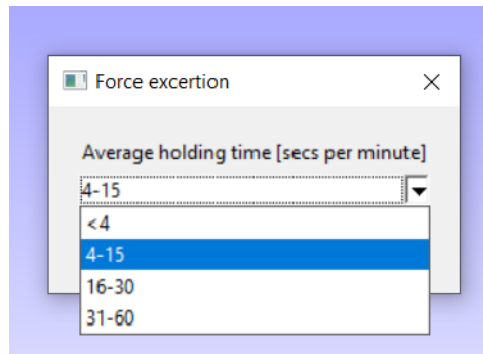 Force excertion
Average holding time [secs per minute]
4-15
<4
4-15
16-30
31-60